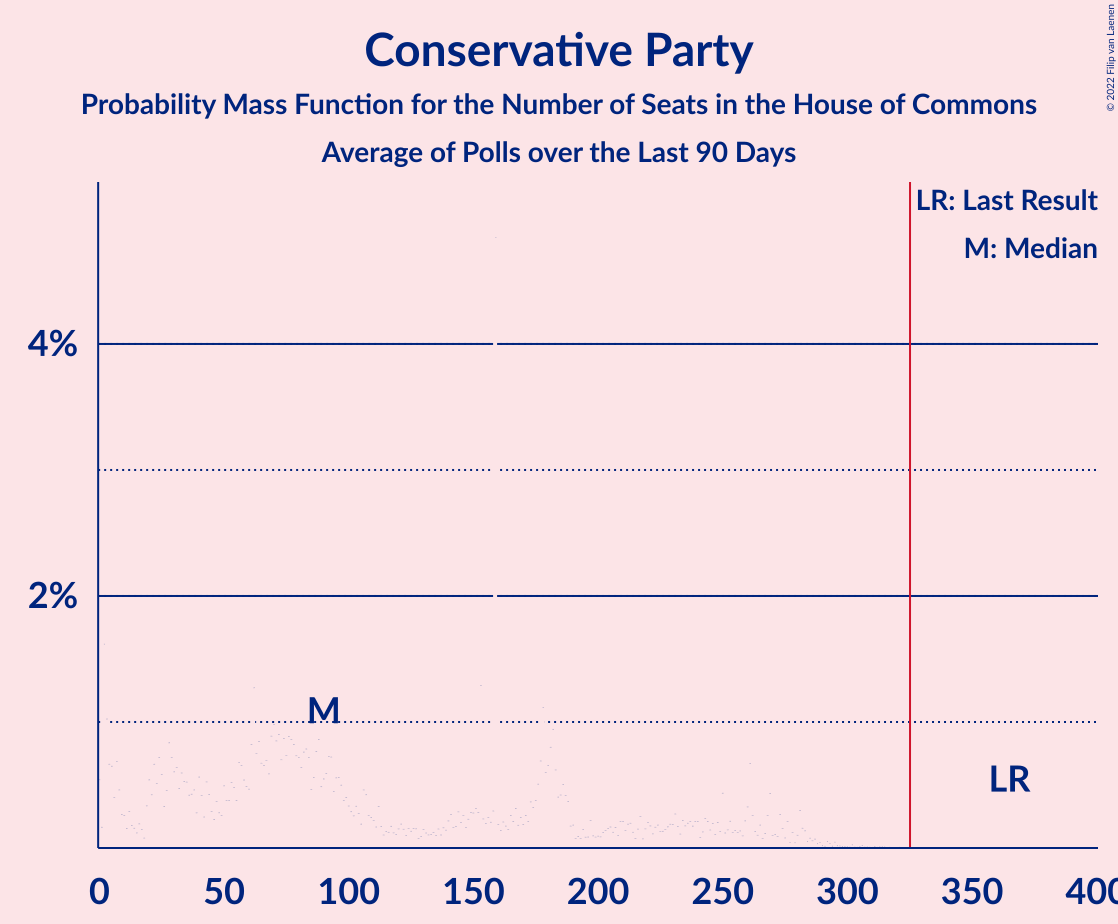 Conservative Party
Probability Mass Function for the Number of Seats in the House of Commons
Average of Polls over the Last 90 Days
© 2022 Filip van Laenen
LR: Last Result
M: Median
4%
2%
M
LR
0 50 100 150 200 250 300 350 400